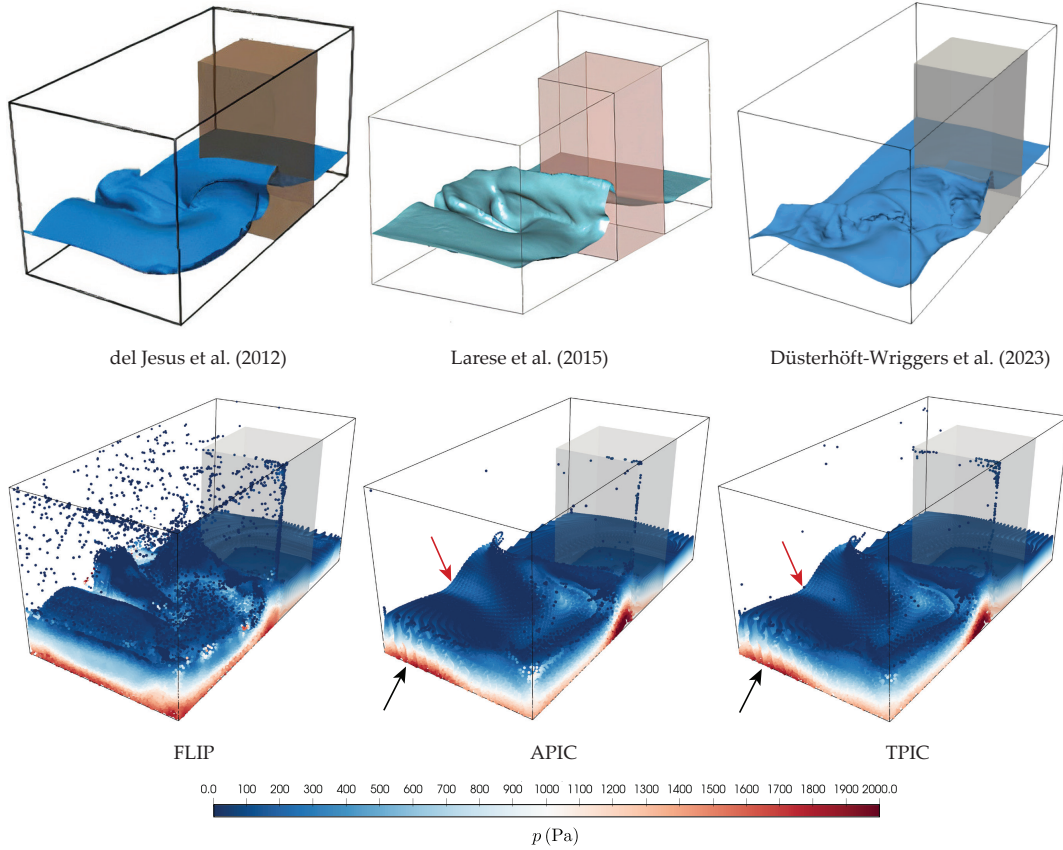 del Jesus et al. (2012)
Larese et al. (2015)
Düsterhöft-Wriggers et al. (2023)
FLIP
APIC
TPIC
0.0 100 200 300 400 500 600 700 800 900 1000 1100 1200 1300 1400 1500 1600 1700 1800 1900 2000.0
p (Pa)